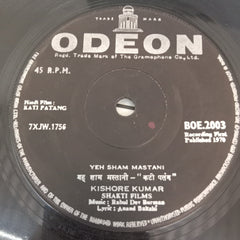 TRADE MARK
ODEON
Regd. Trade Mark of The Gramophone Co., Ltd.
45 R.P.M.
BOE.2003
Hindi Film:
KATI PATANG
Recording First
Published 1970
7XJW.1756
YEH SHAM MASTANI
यह शाम मस्तानी - "कटी पतंग"
KISHORE KUMAR
SHAKTI FILMS
Music : Rahul Dev Burman
Lyric : Anand Bakshi